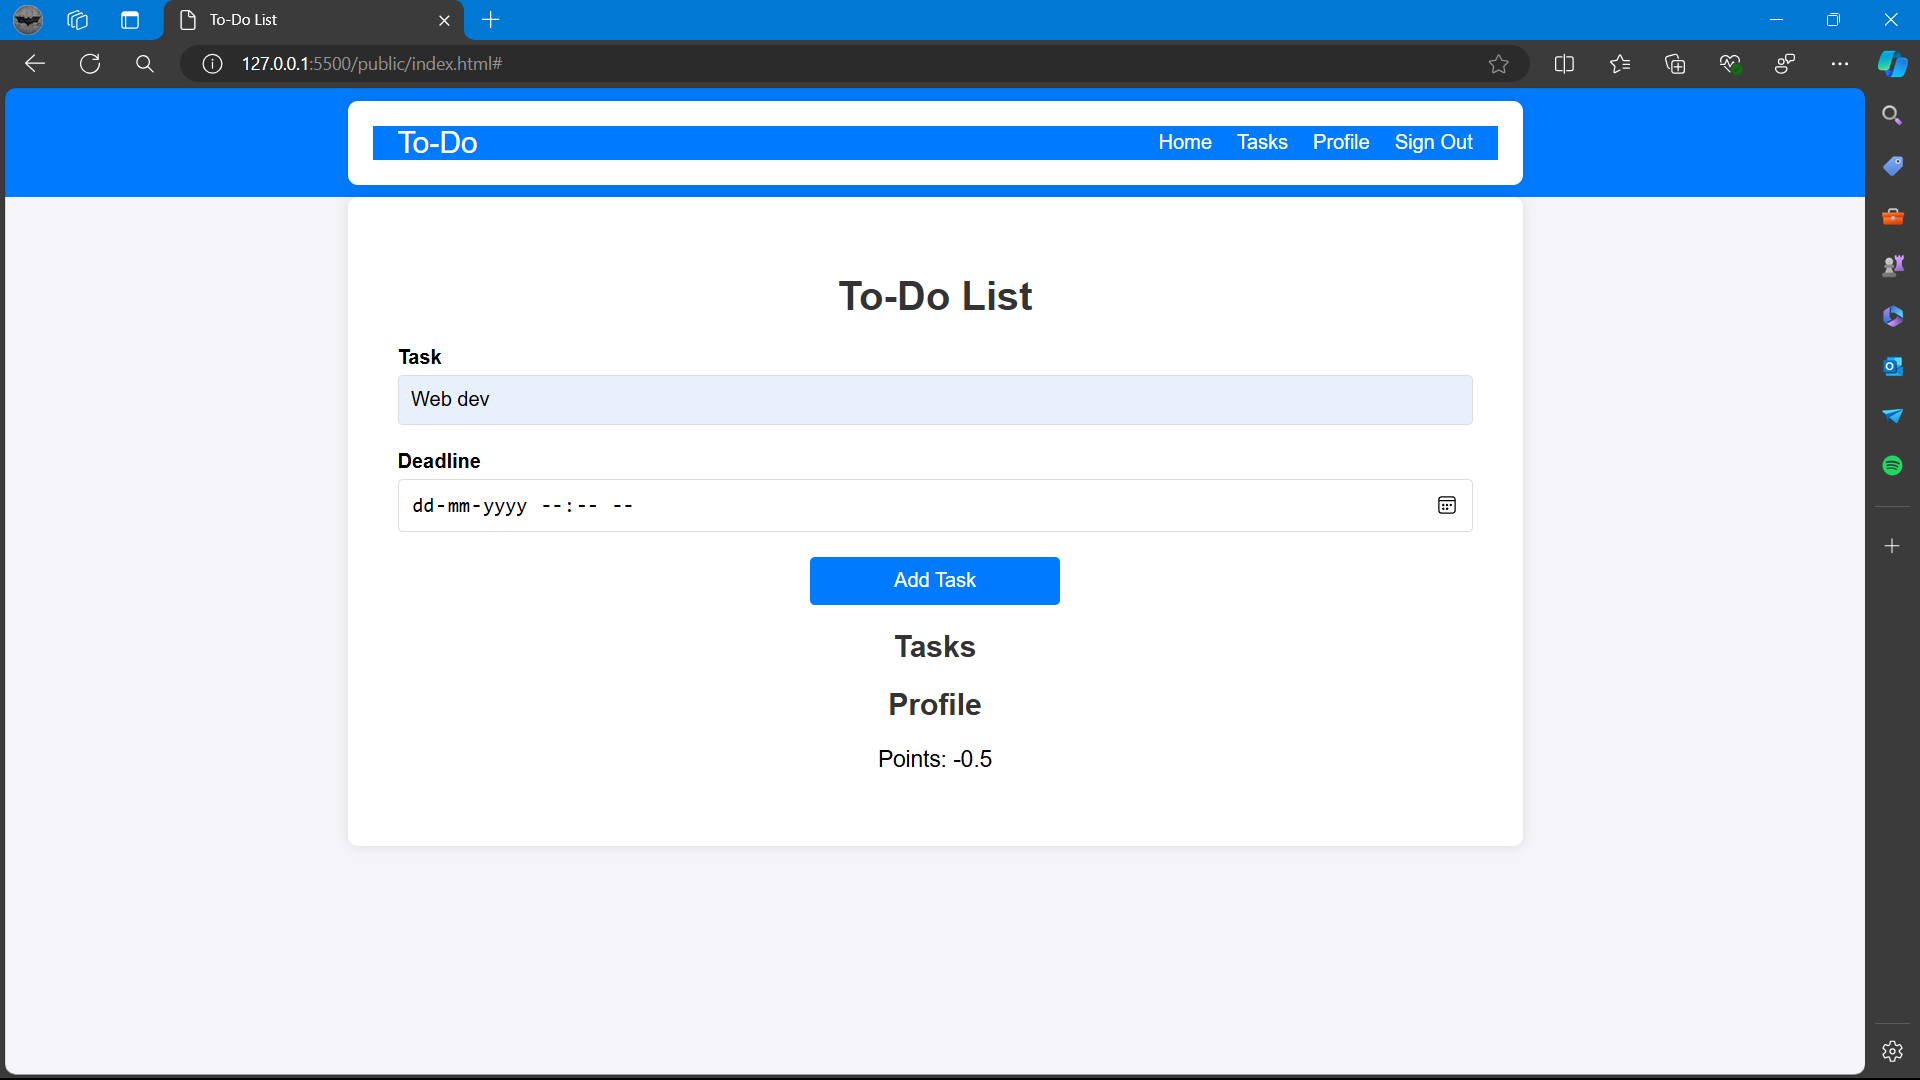 To-Do List
127.0.0.1:5500/public/index.html#
To-Do
Home Tasks Profile Sign Out
To-Do List
Task
Web dev
Deadline
dd-mm-yyyy --:-- --
Add Task
Tasks
Profile
Points: -0.5